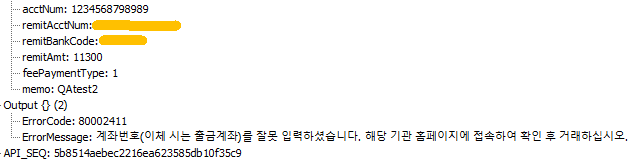 acctNum: 1234568798989
remitAcctNum:
remitBankCode:
remitAmt: 11300
feePaymentType: 1
memo: QAtest2
Output {} (2)
ErrorCode: 80002411
ErrorMessage: 계좌번호(이체 시는 출금계좌)를 잘못 입력하셨습니다. 해당 기관 홈페이지에 접속하여 확인 후 거래하십시오.
API_SEQ: 5b8514aebec2216ea623585db10f35c9